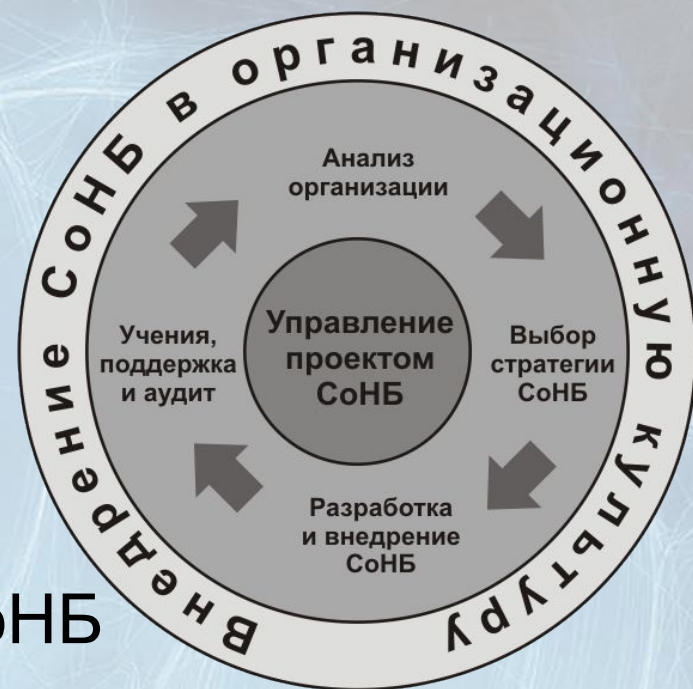 Внедрение СоНБ в организационную культуру
Анализ
организации
Учения,
поддержка
и аудит
Управление
проектом
СоНБ
Выбор
стратегии
СоНБ
Разработка
и внедрение
СоНБ
оНБ